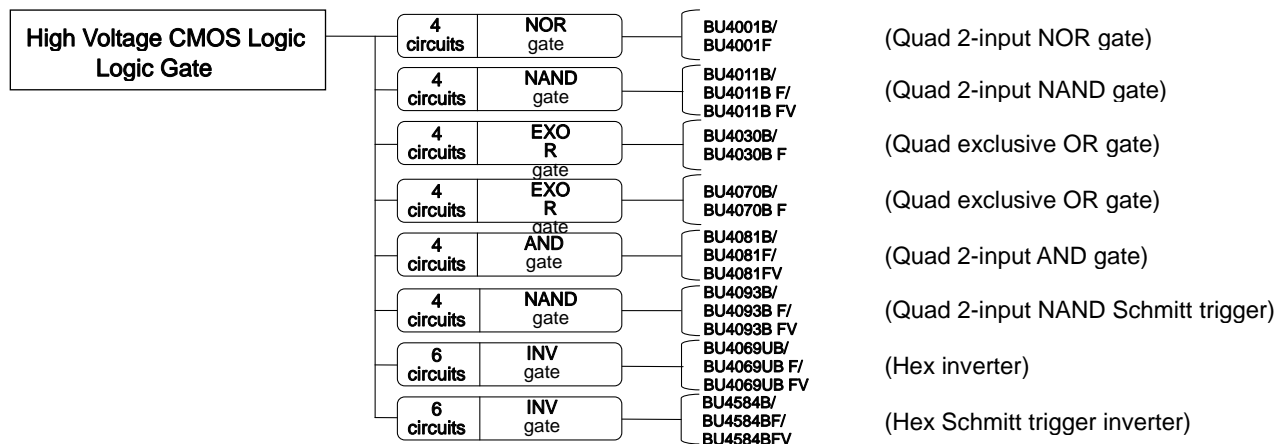 High Voltage CMOS Logic
Logic Gate
4
circuits
NOR
gate
BU4001B/
BU4001F
(Quad 2-input NOR gate)
4
circuits
NAND
gate
BU4011B/
BU4011B F/
BU4011B FV
(Quad 2-input NAND gate)
4
circuits
EXO
R
gate
BU4030B/
BU4030B F
(Quad exclusive OR gate)
4
circuits
EXO
R
gate
BU4070B/
BU4070B F
(Quad exclusive OR gate)
4
circuits
AND
gate
BU4081B/
BU4081F/
BU4081FV
(Quad 2-input AND gate)
4
circuits
NAND
gate
BU4093B/
BU4093B F/
BU4093B FV
(Quad 2-input NAND Schmitt trigger)
6
circuits
INV
gate
BU4069UB/
BU4069UB F/
BU4069UB FV
(Hex inverter)
6
circuits
INV
gate
BU4584B/
BU4584BF/
BU4584BFV
(Hex Schmitt trigger inverter)